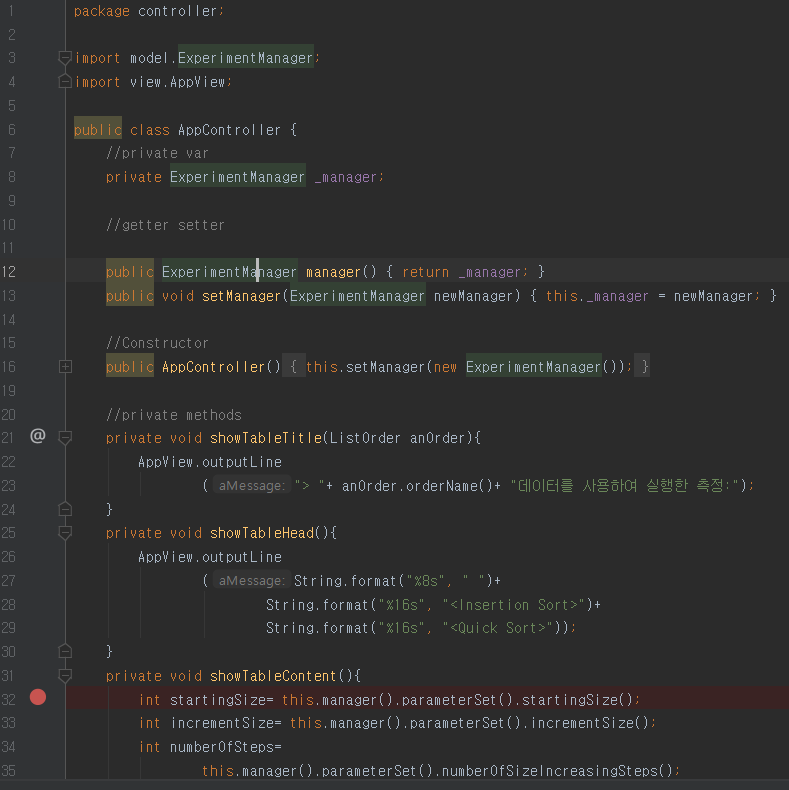 1 package controller;
2
3 import model.ExperimentManager;
4 import view.AppView;
5
6 public class AppController {
7 //private var
8 private ExperimentManager _manager;
9
10 //getter setter
11
12 public ExperimentManager manager() { return _manager; }
13 public void setManager(ExperimentManager newManager) { this._manager = newManager; }
14
15 //Constructor
16 public AppController() { this.setManager(new ExperimentManager()); }
19
20 //private methods
21 @ private void showTableTitle(ListOrder anOrder){
22 AppView.outputLine
23 ( aMessage: "> "+ anOrder.orderName()+ "데이터를 사용하여 실행한 측정:");
24 }
25 private void showTableHead(){
26 AppView.outputLine
27 ( aMessage: String.format("%8s", " ")+
28 String.format("%16s", "<Insertion Sort>")+
29 String.format("%16s", "<Quick Sort>"));
30 }
31 private void showTableContent(){
32 int startingSize= this.manager().parameterSet().startingSize();
33 int incrementSize= this.manager().parameterSet().incrementSize();
34 int numberOfSteps=
35 this.manager().parameterSet().numberOfSizeIncreasingSteps();